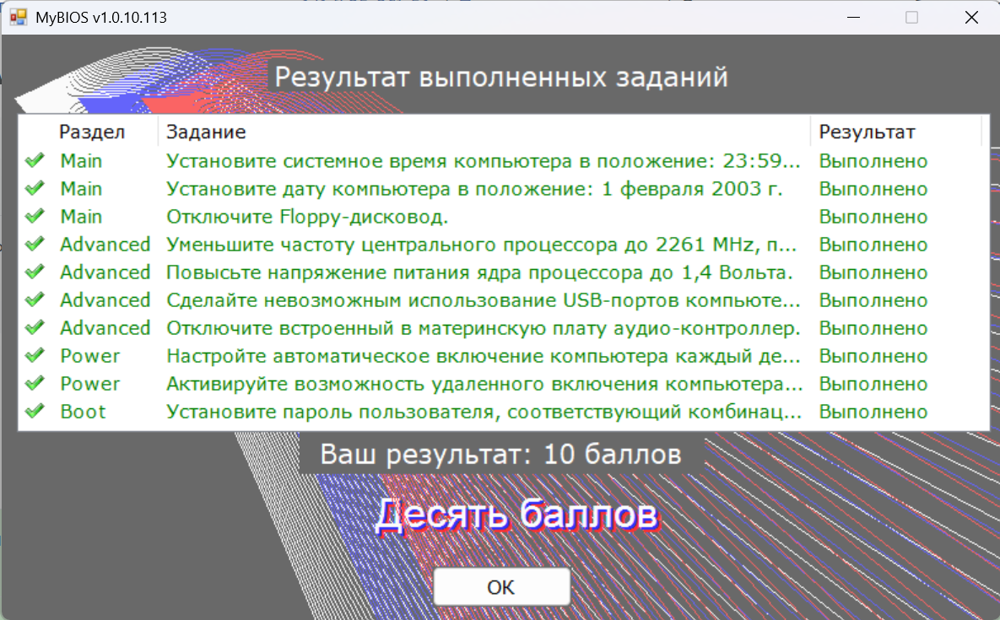 MyBIOS v1.0.10.113
Результат выполненных заданий
Раздел Задание Результат
Main Установите системное время компьютера в положение: 23:59... Выполнено
Main Установите дату компьютера в положение: 1 февраля 2003 г. Выполнено
Main Отключите Floppy-дисковод. Выполнено
Advanced Уменьшите частоту центрального процессора до 2261 MHz, п... Выполнено
Advanced Повысьте напряжение питания ядра процессора до 1,4 Вольта. Выполнено
Advanced Сделайте невозможным использование USB-портов компьюте... Выполнено
Advanced Отключите встроенный в материнскую плату аудио-контроллер. Выполнено
Power Настройте автоматическое включение компьютера каждый де... Выполнено
Power Активируйте возможность удаленного включения компьютера... Выполнено
Boot Установите пароль пользователя, соответствующий комбинац... Выполнено
Ваш результат: 10 баллов
Десять баллов
OK